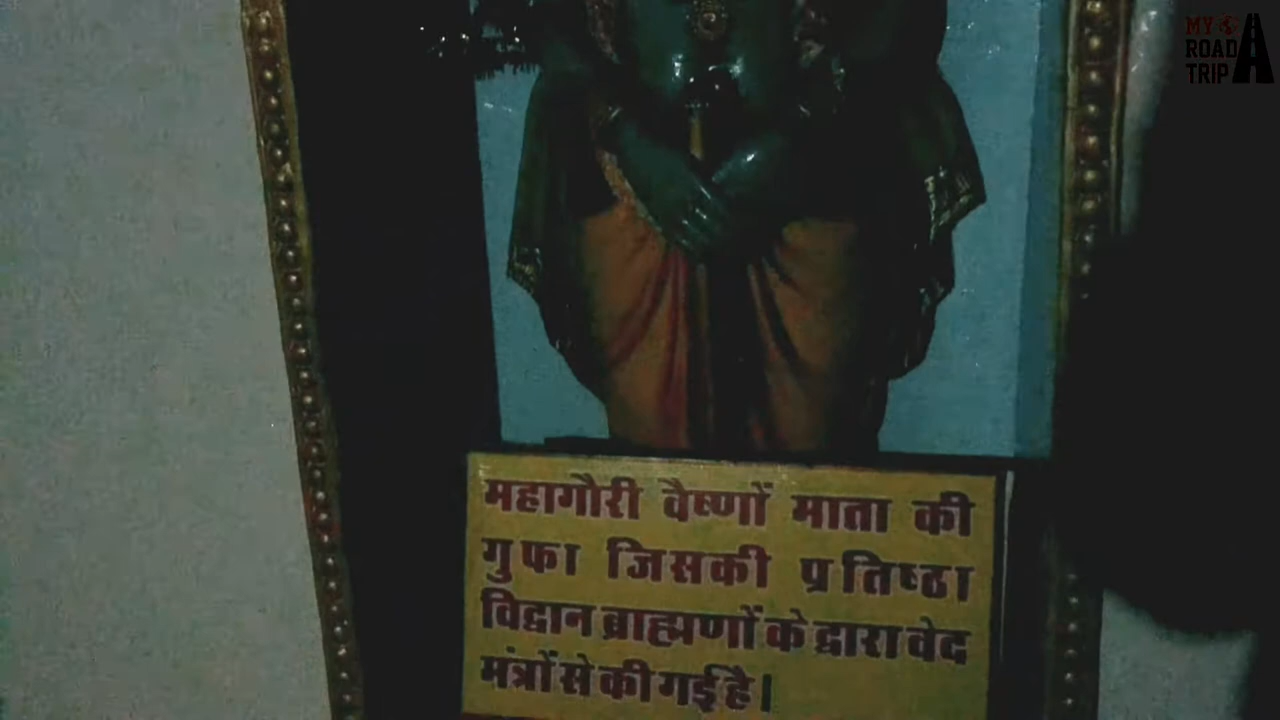 MY
ROAD
TRIP
महागौरी वैष्णों माता की
गुफा जिसकी प्रतिष्ठा
विद्वान ब्राह्मणों के द्वारा वेद
मंत्रों से की गई है।